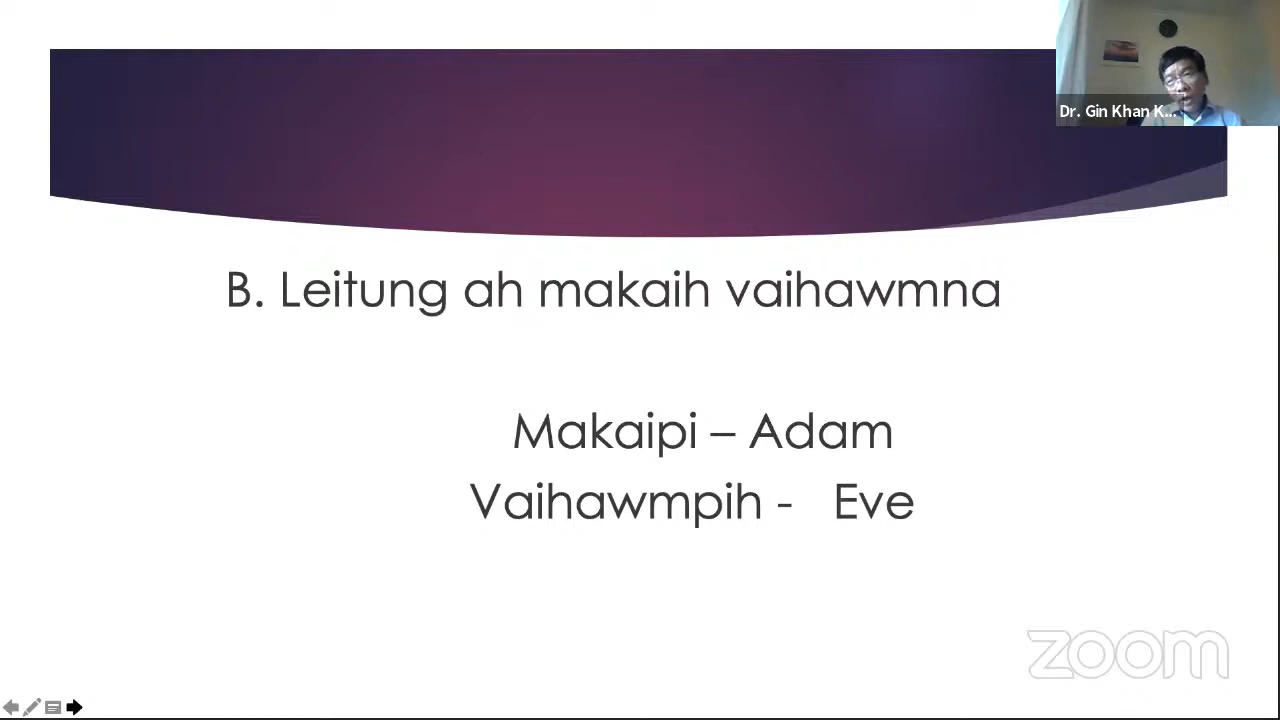 Dr. Gin Khan K...
B. Leitung ah makaih vaihawmna
Makaipi – Adam
Vaihawmpih - Eve
zoom